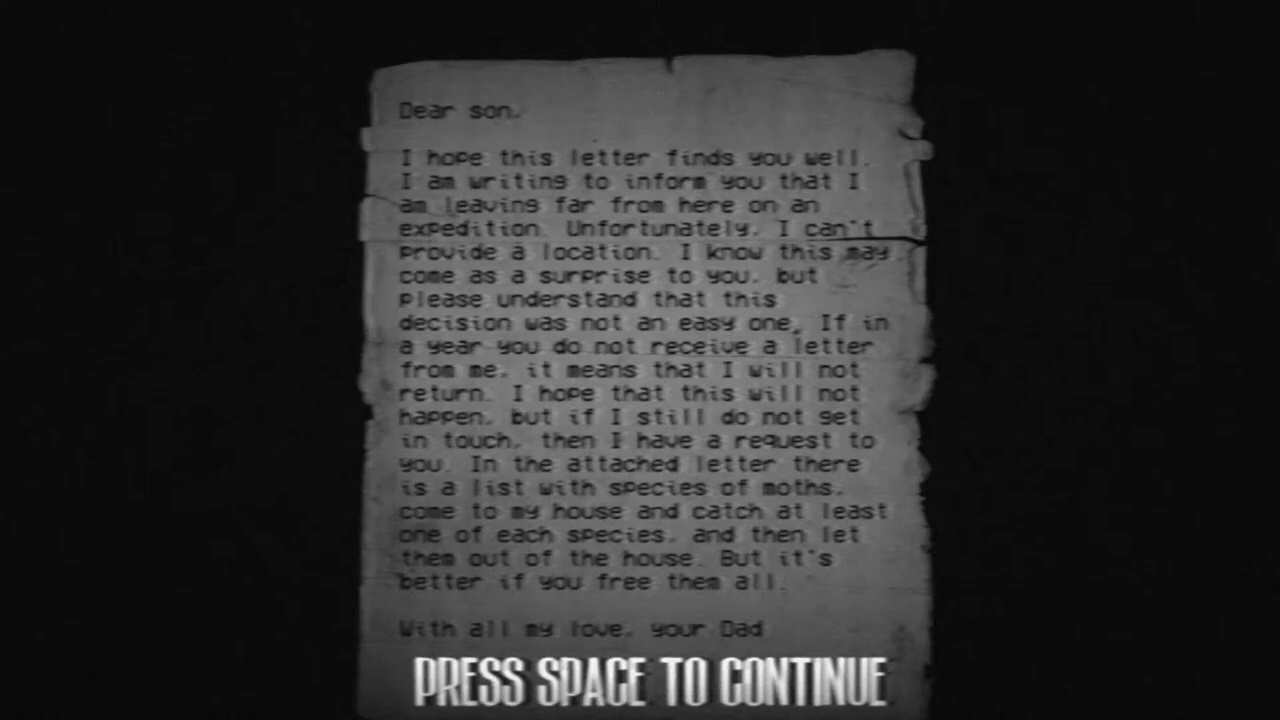 Dear son,
I hope this letter finds you well.
I am writing to inform you that I
am leaving far from here on an
expedition. Unfortunately, I can't
provide a location. I know this may
come as a surprise to you, but
please understand that this
decision was not an easy one, If in
a year you do not receive a letter
from me, it means that I will not
return. I hope that this will not
happen, but if I still do not get
in touch, then I have a request to
you. In the attached letter there
is a list with species of moths,
come to my house and catch at least
one of each species, and then let
them out of the house. But it's
better if you free them all.
With all my love, your Dad
PRESS SPACE TO CONTINUE